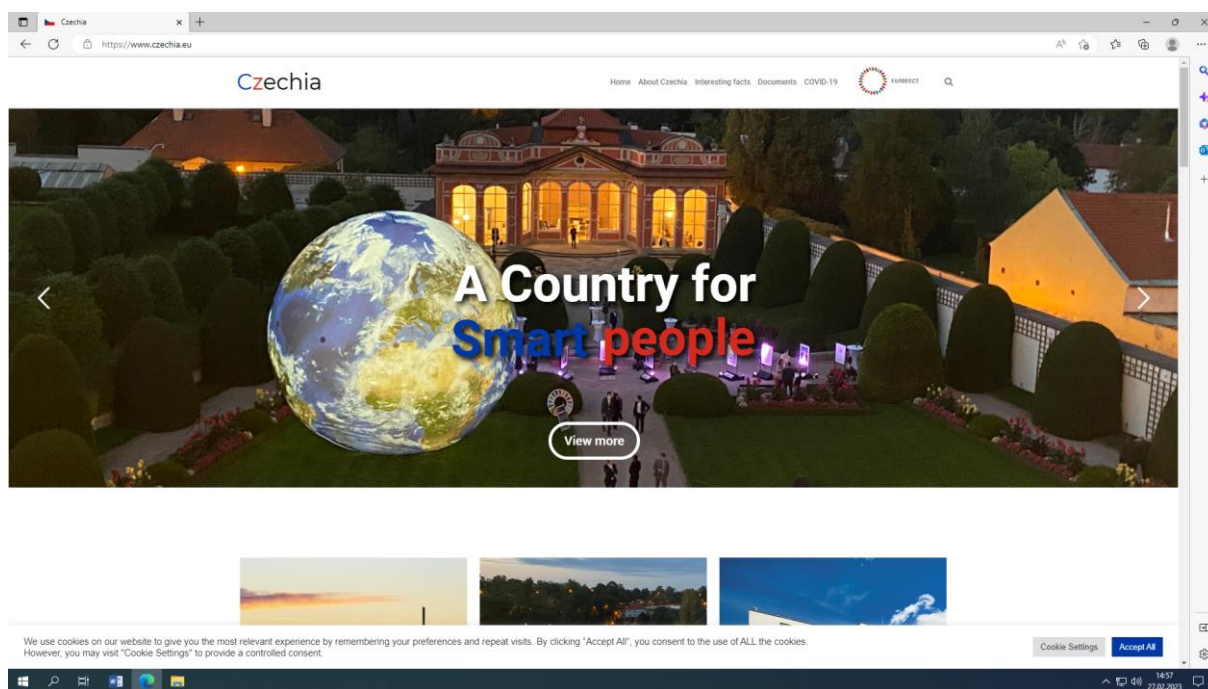 Czechia
https://www.czechia.eu
Czechia
Home About Czechia Interesting facts Documents COVID-19
A Country for
Smart people
View more
We use cookies on our website to give you the most relevant experience by remembering your preferences and repeat visits. By clicking "Accept All", you consent to the use of ALL the cookies.
However, you may visit "Cookie Settings" to provide a controlled consent.
Cookie Settings
Accept All
14:57
27.02.2023